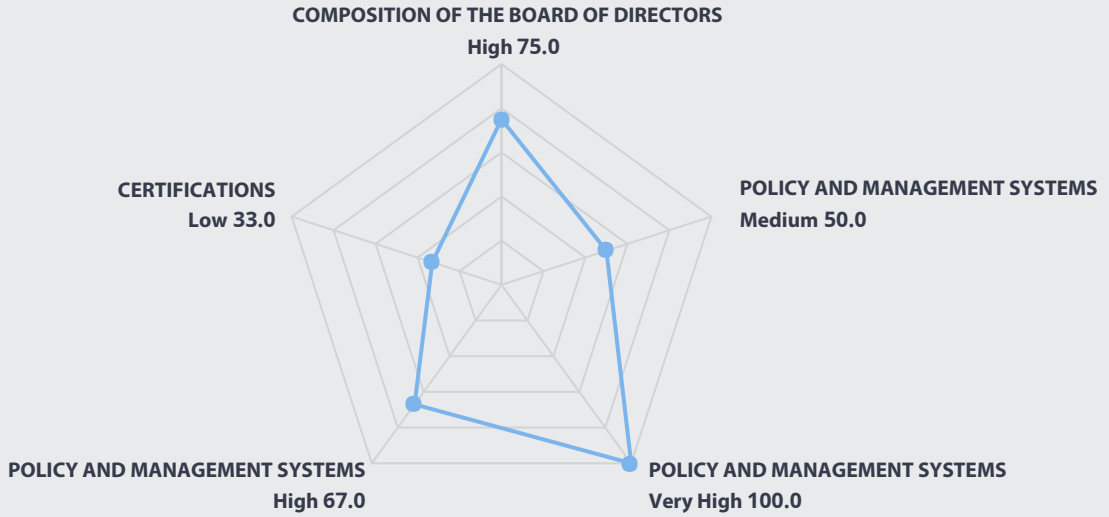 COMPOSITION OF THE BOARD OF DIRECTORS
High 75.0
CERTIFICATIONS
Low 33.0
POLICY AND MANAGEMENT SYSTEMS
Medium 50.0
POLICY AND MANAGEMENT SYSTEMS
High 67.0
POLICY AND MANAGEMENT SYSTEMS
Very High 100.0